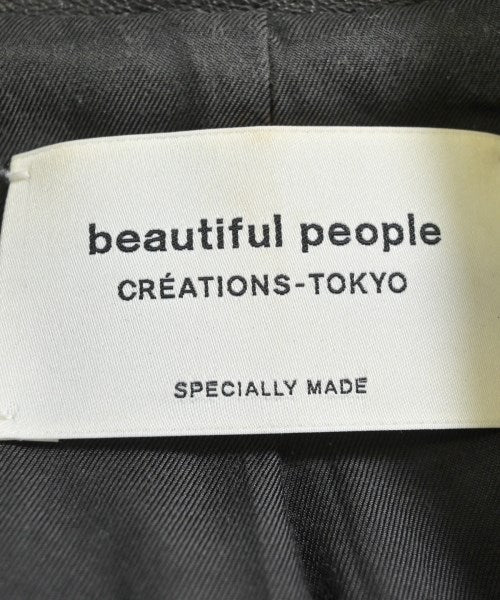 beautiful people
CRÉATIONS-TOKYO
SPECIALLY MADE